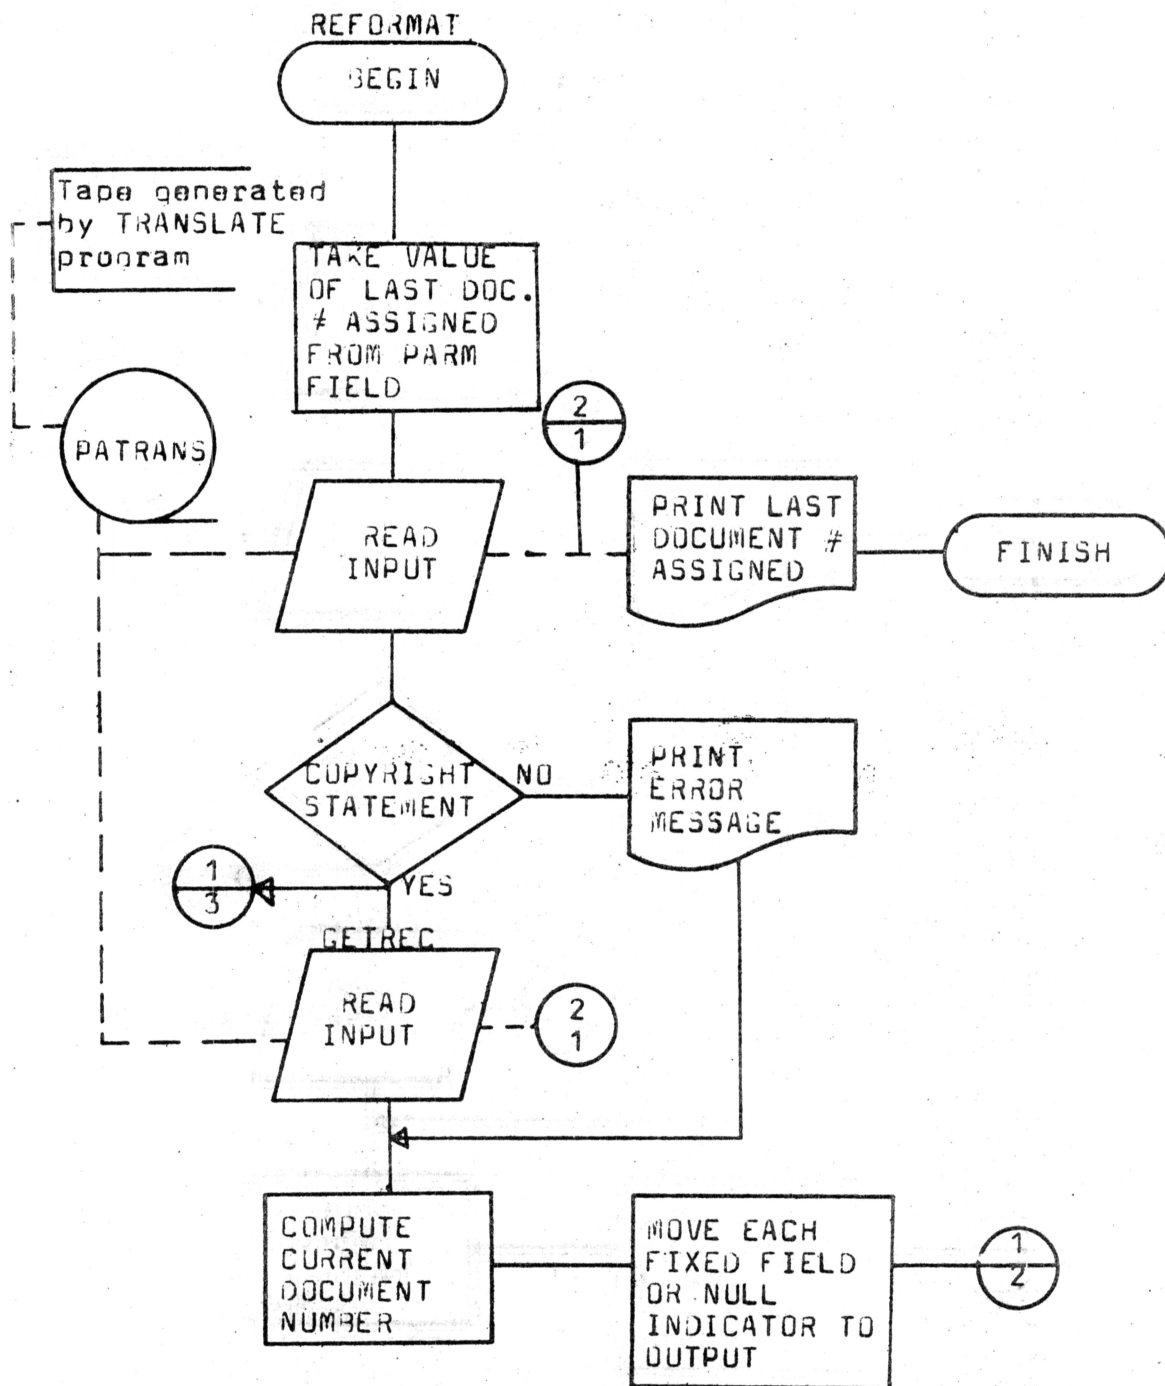 REFORMAT
BEGIN
Tape generated
by TRANSLATE
program
TAKE VALUE
OF LAST DOC.
# ASSIGNED
FROM PARM
FIELD
PATRANS
2
1
READ
INPUT
PRINT LAST
DOCUMENT #
ASSIGNED
FINISH
COPYRIGHT
STATEMENT
NO
PRINT
ERROR
MESSAGE
YES
1
3
GETREC
READ
INPUT
2
1
COMPUTE
CURRENT
DOCUMENT
NUMBER
MOVE EACH
FIXED FIELD
OR NULL
INDICATOR TO
OUTPUT
1
2